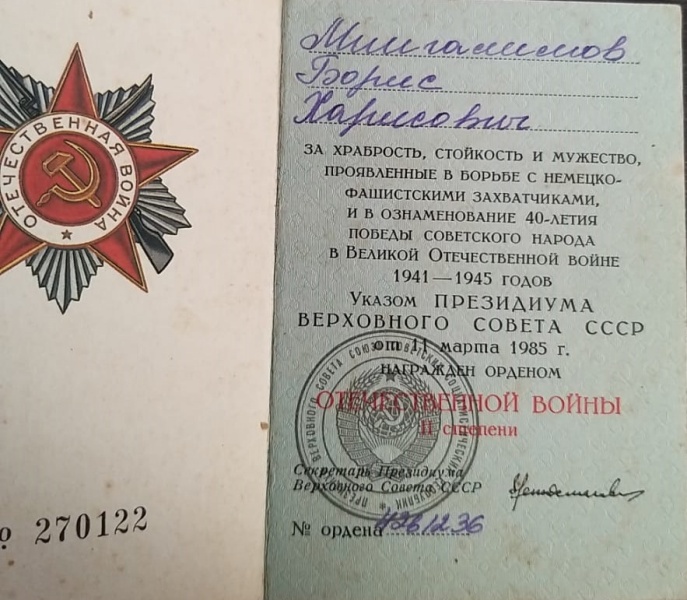 ОТЕЧЕСТВЕННАЯ ВОЙНА
№ 270122
Мингалимов
Борис
Харисович
ЗА ХРАБРОСТЬ, СТОЙКОСТЬ И МУЖЕСТВО,
ПРОЯВЛЕННЫЕ В БОРЬБЕ С НЕМЕЦКО-
ФАШИСТСКИМИ ЗАХВАТЧИКАМИ,
И В ОЗНАМЕНОВАНИЕ 40-ЛЕТИЯ
ПОБЕДЫ СОВЕТСКОГО НАРОДА
В ВЕЛИКОЙ ОТЕЧЕСТВЕННОЙ ВОЙНЕ
1941—1945 ГОДОВ
УКАЗОМ ПРЕЗИДИУМА
ВЕРХОВНОГО СОВЕТА СССР
от 11 марта 1985 г.
НАГРАЖДЕН ОРДЕНОМ
ОТЕЧЕСТВЕННОЙ ВОЙНЫ
II степени
Секретарь Президиума
Верховного Совета СССР
№ ордена 4261236